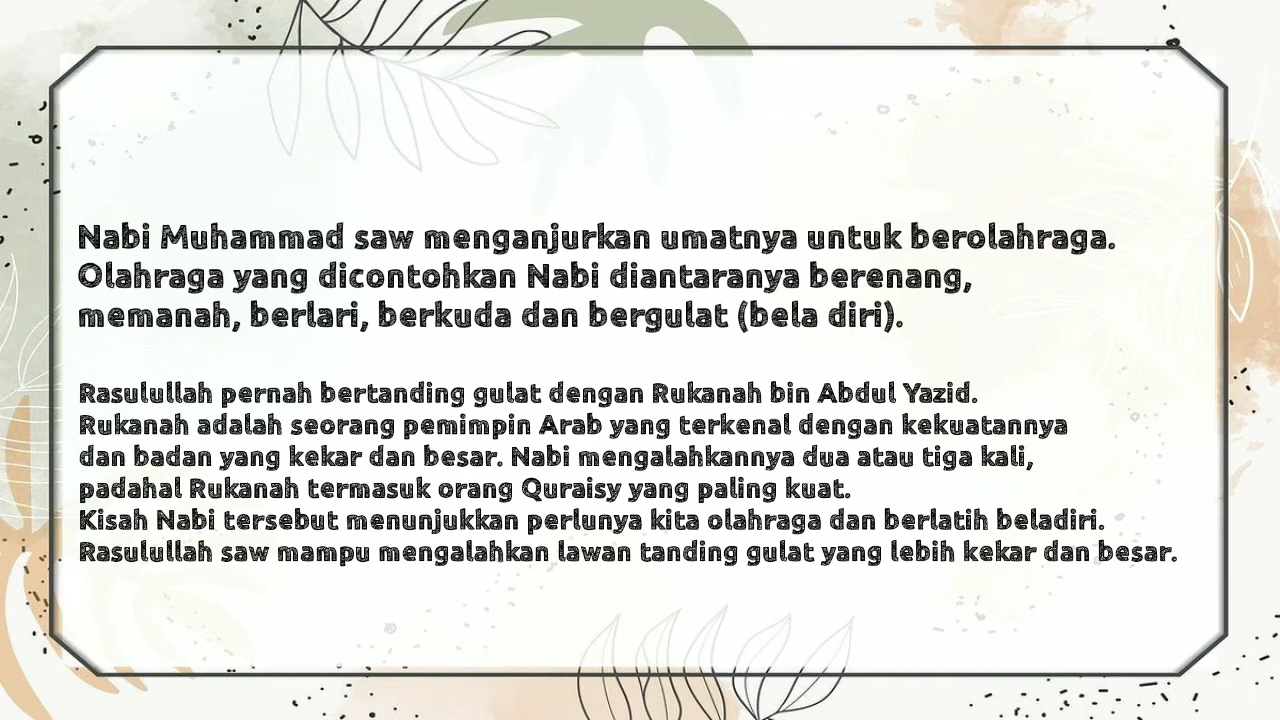 Nabi Muhammad saw menganjurkan umatnya untuk berolahraga.
Olahraga yang dicontohkan Nabi diantaranya berenang,
memanah, berlari, berkuda dan bergulat (bela diri).
Rasulullah pernah bertanding gulat dengan Rukanah bin Abdul Yazid.
Rukanah adalah seorang pemimpin Arab yang terkenal dengan kekuatannya
dan badan yang kekar dan besar. Nabi mengalahkannya dua atau tiga kali,
padahal Rukanah termasuk orang Quraisy yang paling kuat.
Kisah Nabi tersebut menunjukkan perlunya kita olahraga dan berlatih beladiri.
Rasulullah saw mampu mengalahkan lawan tanding gulat yang lebih kekar dan besar.